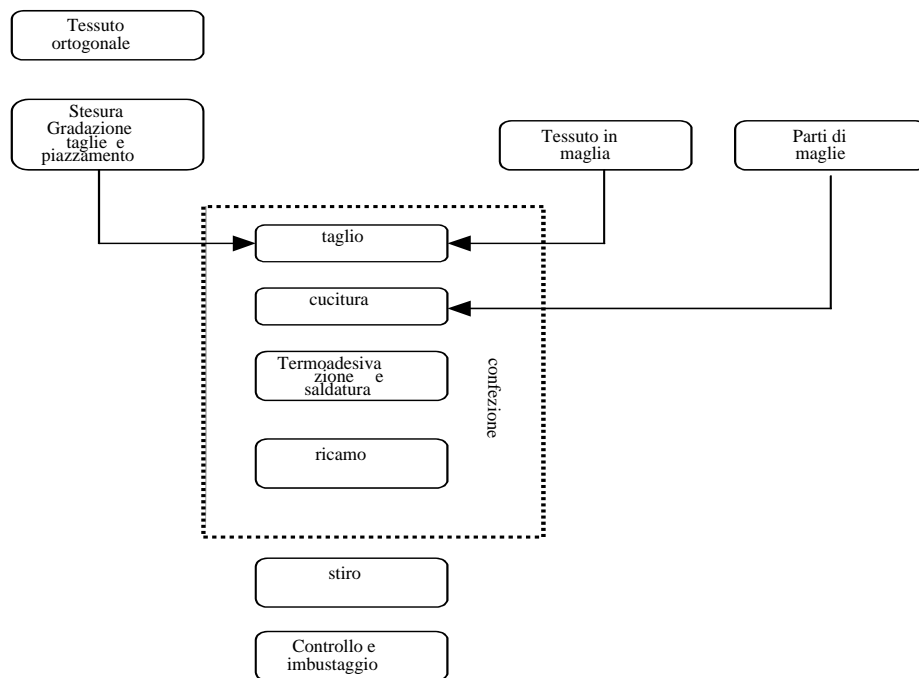 Tessuto
ortogonale
Stesura
Gradazione
taglie e
piazzamento
Tessuto in
maglia
Parti di
maglie
taglio
cucitura
Termoadesiva
zione e
saldatura
confezione
ricamo
stiro
Controllo e
imbustaggio